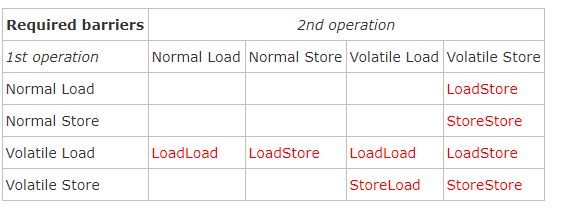 Required barriers 2nd operation
1st operation Normal Load Normal Store Volatile Load Volatile Store
Normal Load LoadStore
Normal Store StoreStore
Volatile Load LoadLoad LoadStore LoadLoad LoadStore
Volatile Store StoreLoad StoreStore